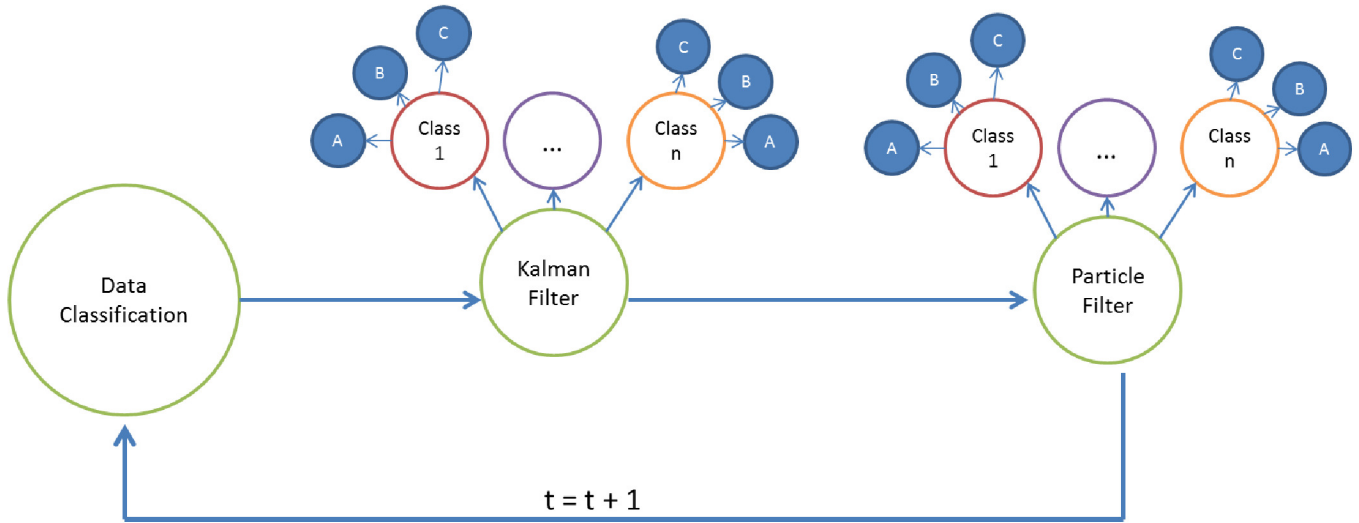 C
B
A
Class
1
...
C
B
A
Class
n
C
B
A
Class
1
...
C
B
A
Class
n
Data
Classification
Kalman
Filter
Particle
Filter
t = t + 1